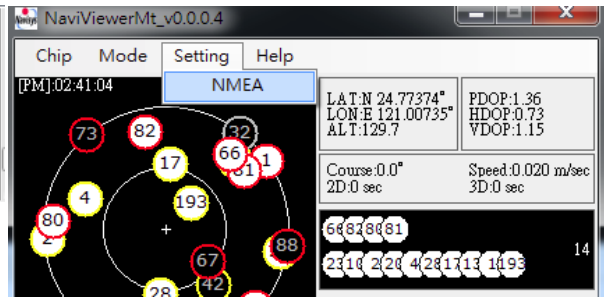 NaviViewerMt_v0.0.0.4
Chip Mode Setting Help
NMEA
[PM]:02:41:04
LAT:N 24.77374°
LON:E 121.00735°
ALT:129.7
PDOP:1.36
HDOP:0.73
VDOP:1.15
Course:0.0°
2D:0 sec
Speed:0.020 m/sec
3D:0 sec
73
82
32
66
1
17
4
193
80
88
67
42
28
81
14
193